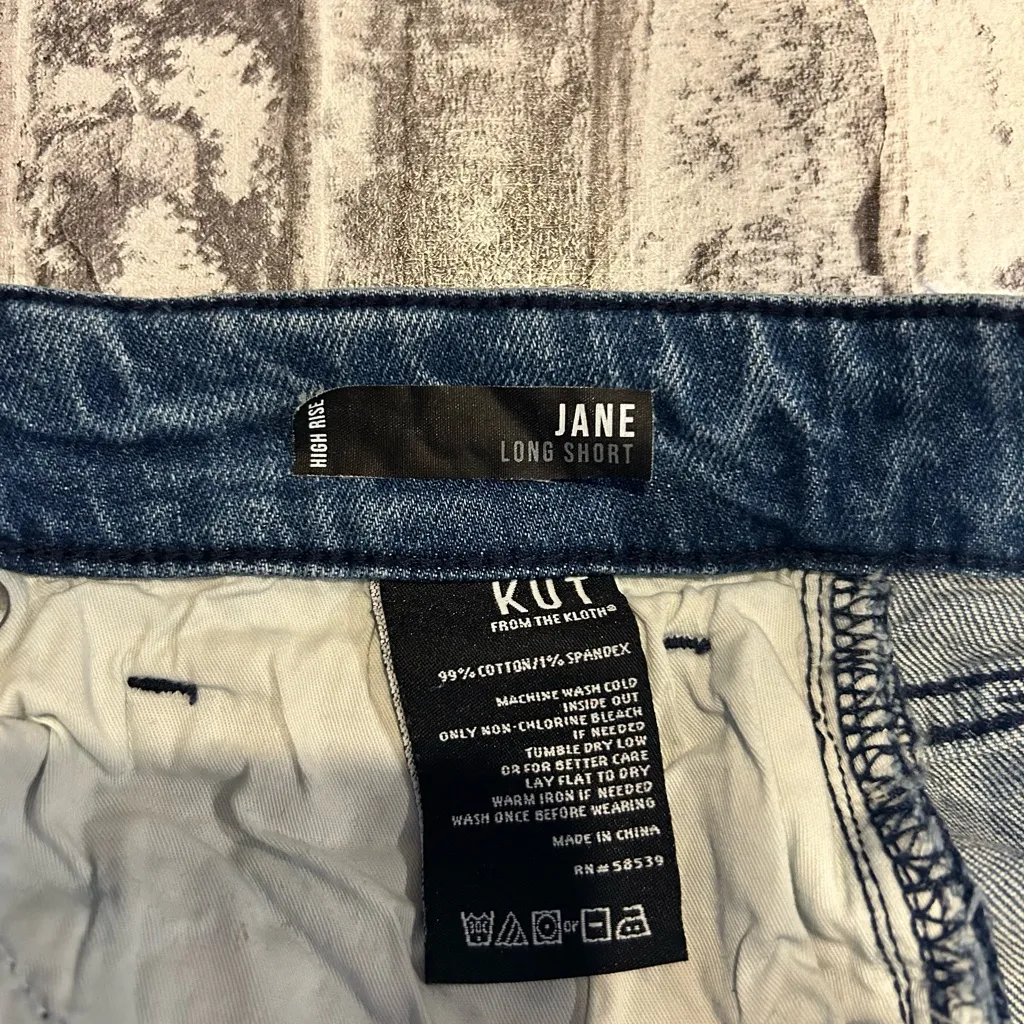 HIGH RISE
JANE
LONG SHORT
KUT
FROM THE KLOTH®
99% COTTON/1% SPANDEX
MACHINE WASH COLD
INSIDE OUT
ONLY NON-CHLORINE BLEACH
IF NEEDED
TUMBLE DRY LOW
OR FOR BETTER CARE
LAY FLAT TO DRY
WARM IRON IF NEEDED
WASH ONCE BEFORE WEARING
MADE IN CHINA
RN#58539
30C or